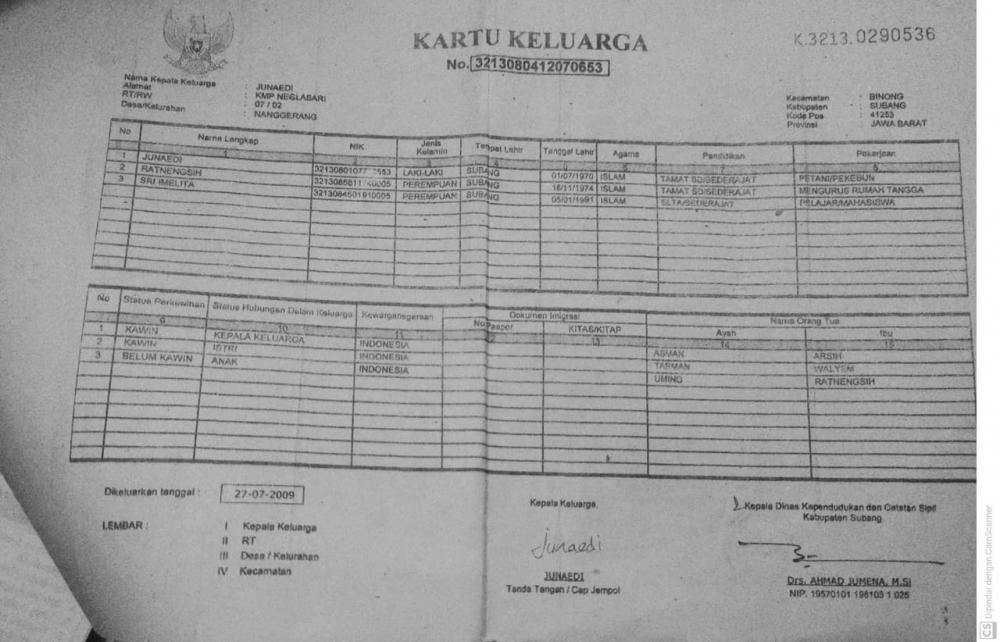 KARTU KELUARGA
No. 3213080412070653
K.3213.0290536
Nama Kepala Keluarga : JUNAEDI
Alamat : KMP NEGLASARI
RT/RW : 07 / 02
Desa/Kelurahan : NANGGERANG
Kecamatan : BINONG
Kabupaten : SUBANG
Kode Pos : 41253
Provinsi : JAWA BARAT
No Nama Lengkap NIK Jenis Kelamin Tempat Lahir Tanggal Lahir Agama Pendidikan Pekerjaan
1 2 3 4 5 6 7 8
1 JUNAEDI LAKI-LAKI SUBANG 01/07/1970 ISLAM TAMAT SD/SEDERAJAT PETANI/PEKEBUN
2 RATNENGSIH PEREMPUAN SUBANG 18/11/1974 ISLAM TAMAT SD/SEDERAJAT MENGURUS RUMAH TANGGA
3 SRI IMELITA 3213084501910005 PEREMPUAN SUBANG 05/01/1991 ISLAM SLTA/SEDERAJAT PELAJAR/MAHASISWA
No Status Perkawinan Status Hubungan Dalam Keluarga Kewarganegaraan Dokumen Imigrasi Nama Orang Tua
No Paspor KITAS/KITAP Ayah Ibu
9 10 11 12 13 14 15
1 KAWIN KEPALA KELUARGA INDONESIA ASMAN ARSIH
2 KAWIN ISTRI INDONESIA TARMAN WALYEM
3 BELUM KAWIN ANAK INDONESIA UMING RATNENGSIH
Dikeluarkan tanggal : 27-07-2009
LEMBAR : I Kepala Keluarga
II RT
III Desa / Kelurahan
IV Kecamatan
Kepala Keluarga,
Junaedi
JUNAEDI
Tanda Tangan / Cap Jempol
Kepala Dinas Kependudukan dan Catatan Sipil
Kabupaten Subang
Drs. AHMAD JUMENA, M.SI
NIP. 19570101 198103 1 025
CS Dipindai dengan CamScanner